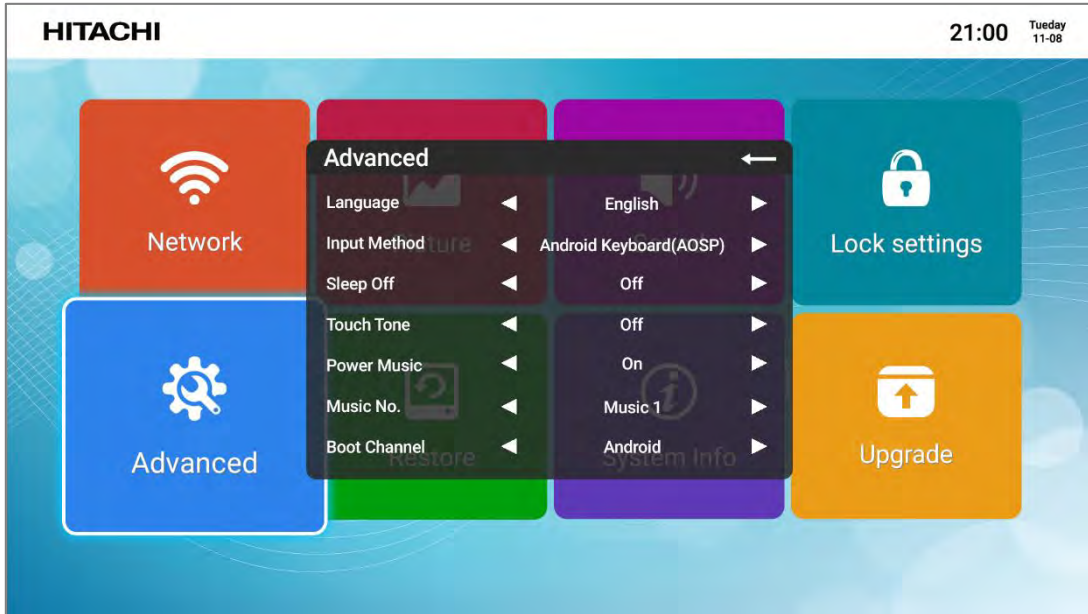 HITACHI
21:00
Tueday
11-08
Network
Picture
Lock settings
Advanced
Language
English
Input Method
Android Keyboard(AOSP)
Sleep Off
Off
Touch Tone
Off
Power Music
On
Music No.
Music 1
Boot Channel
Android
Advanced
Restore
System Info
Upgrade